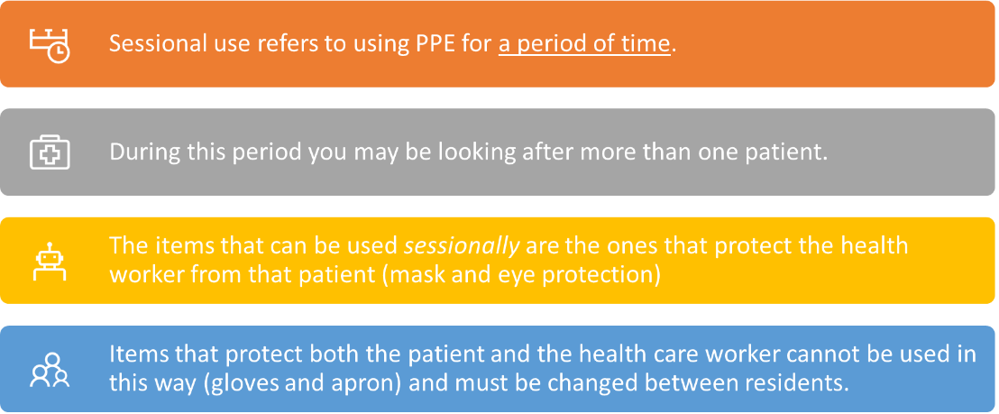 Sessional use refers to using PPE for a period of time.
During this period you may be looking after more than one patient.
The items that can be used sessionally are the ones that protect the health
worker from that patient (mask and eye protection)
Items that protect both the patient and the health care worker cannot be used in
this way (gloves and apron) and must be changed between residents.